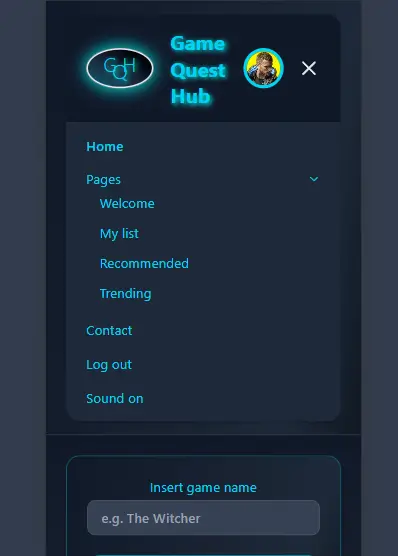 GQH
Game
Quest
Hub
Home
Pages
Welcome
My list
Recommended
Trending
Contact
Log out
Sound on
Insert game name
e.g. The Witcher